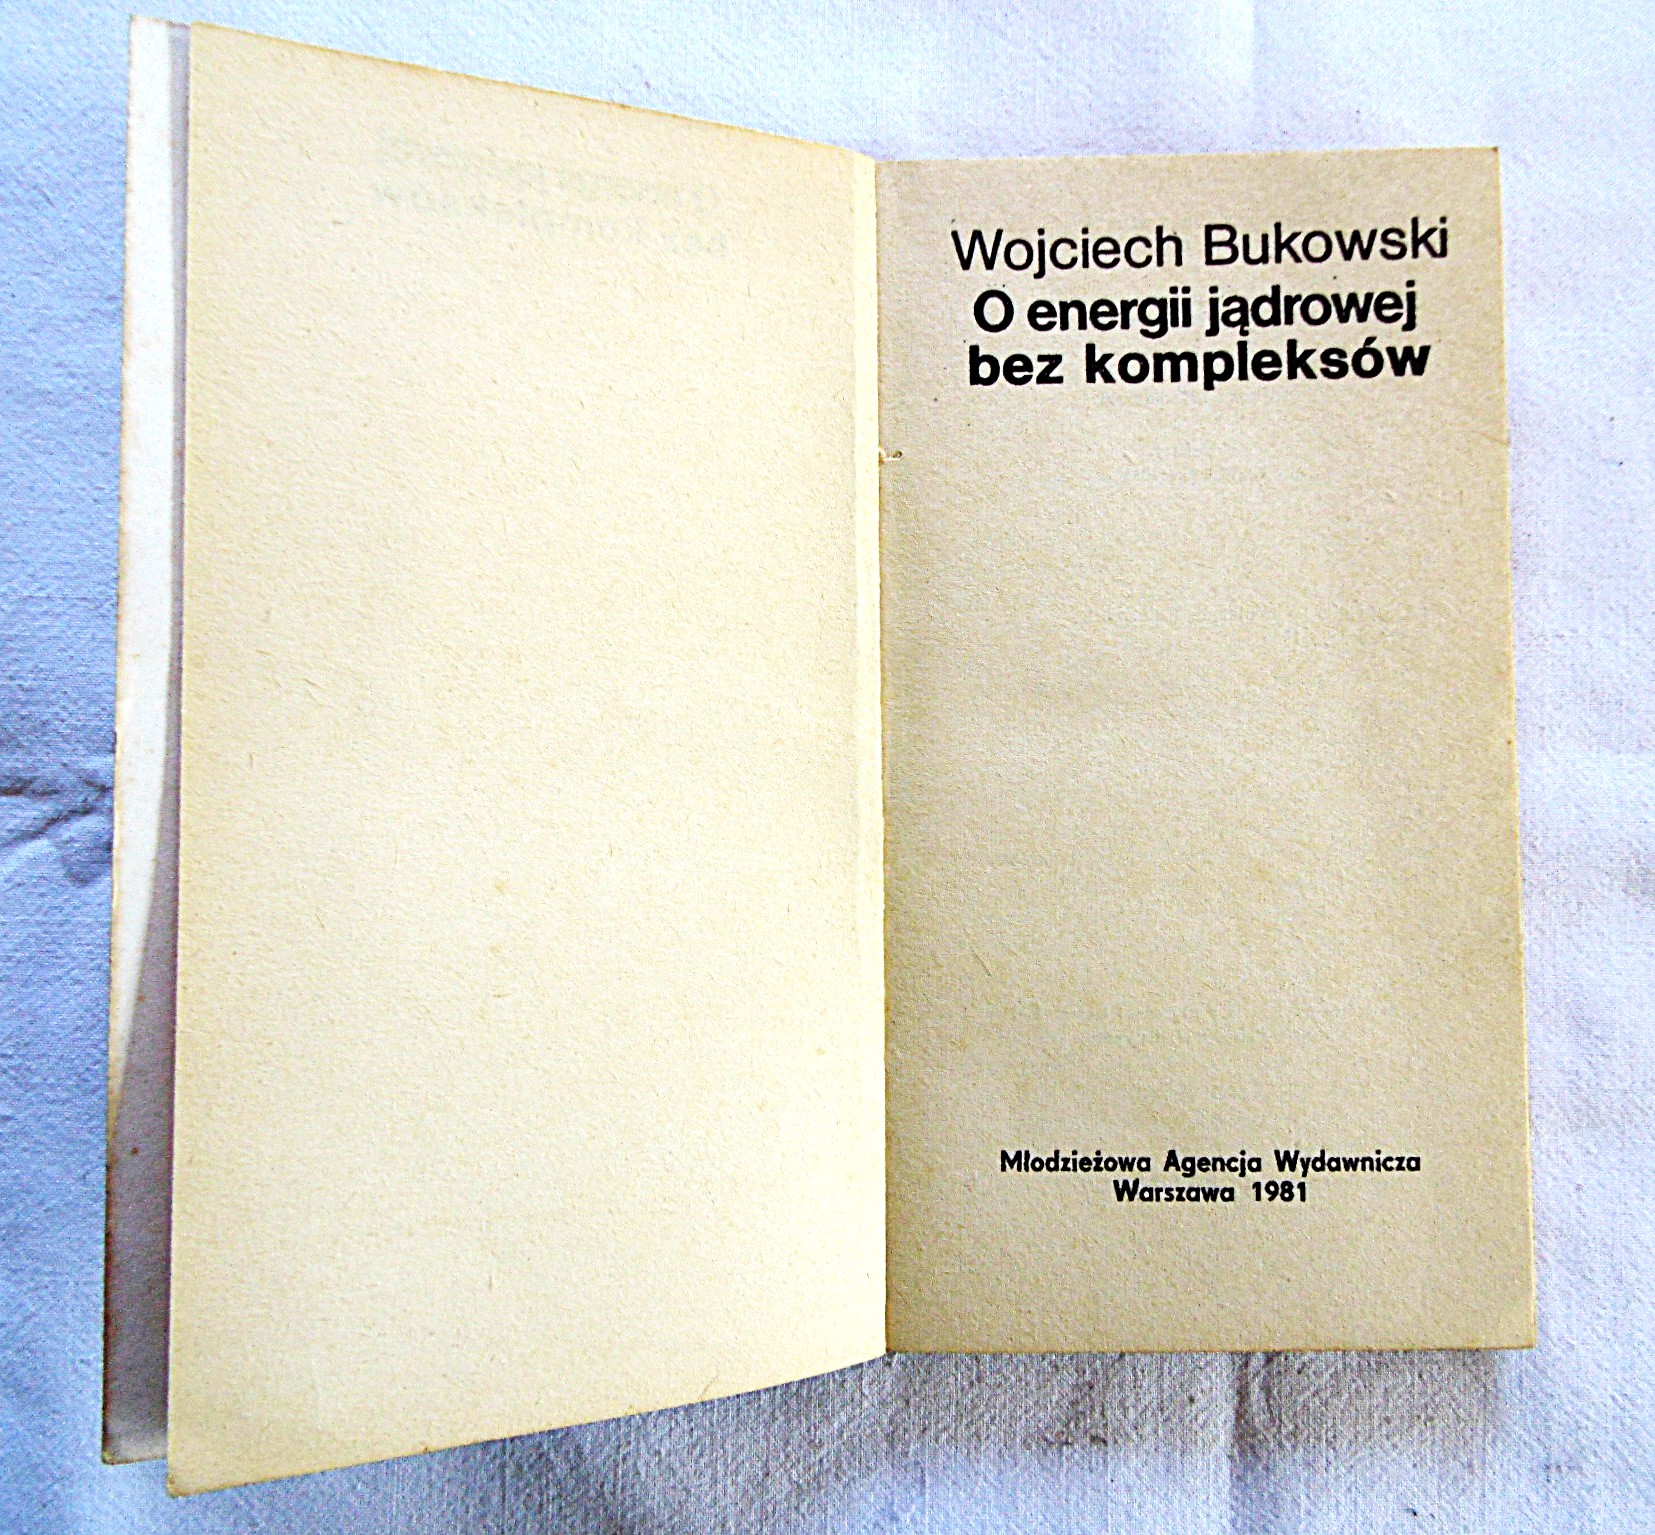 Wojciech Bukowski
O energii jądrowej
bez kompleksów
Młodzieżowa Agencja Wydawnicza
Warszawa 1981